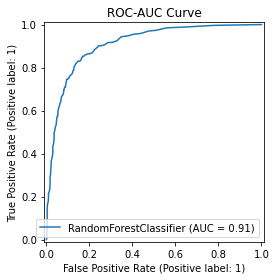 ROC-AUC Curve
1.0
0.8
0.6
0.4
0.2
0.0
True Positive Rate (Positive label: 1)
RandomForestClassifier (AUC = 0.91)
0.0 0.2 0.4 0.6 0.8 1.0
False Positive Rate (Positive label: 1)